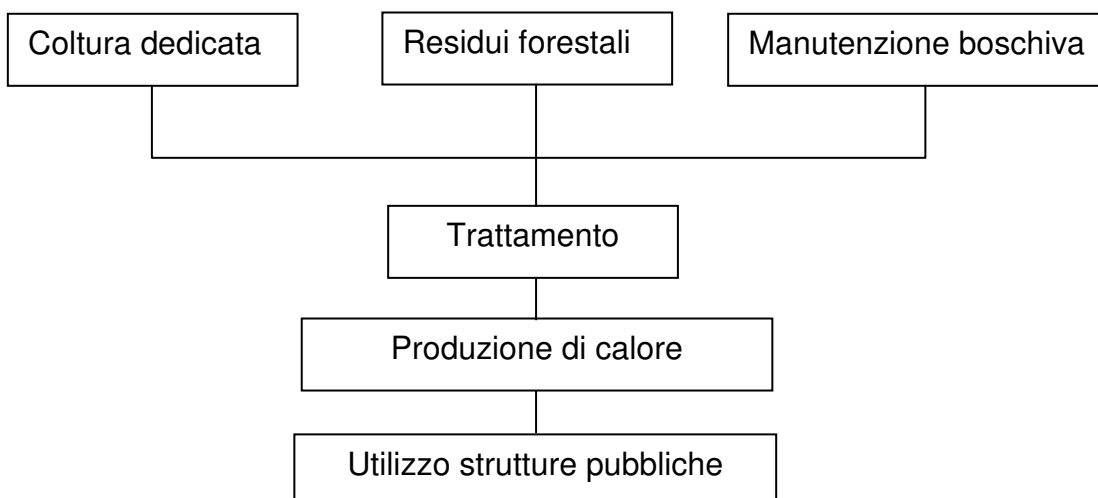 Coltura dedicata
Residui forestali
Manutenzione boschiva
Trattamento
Produzione di calore
Utilizzo strutture pubbliche